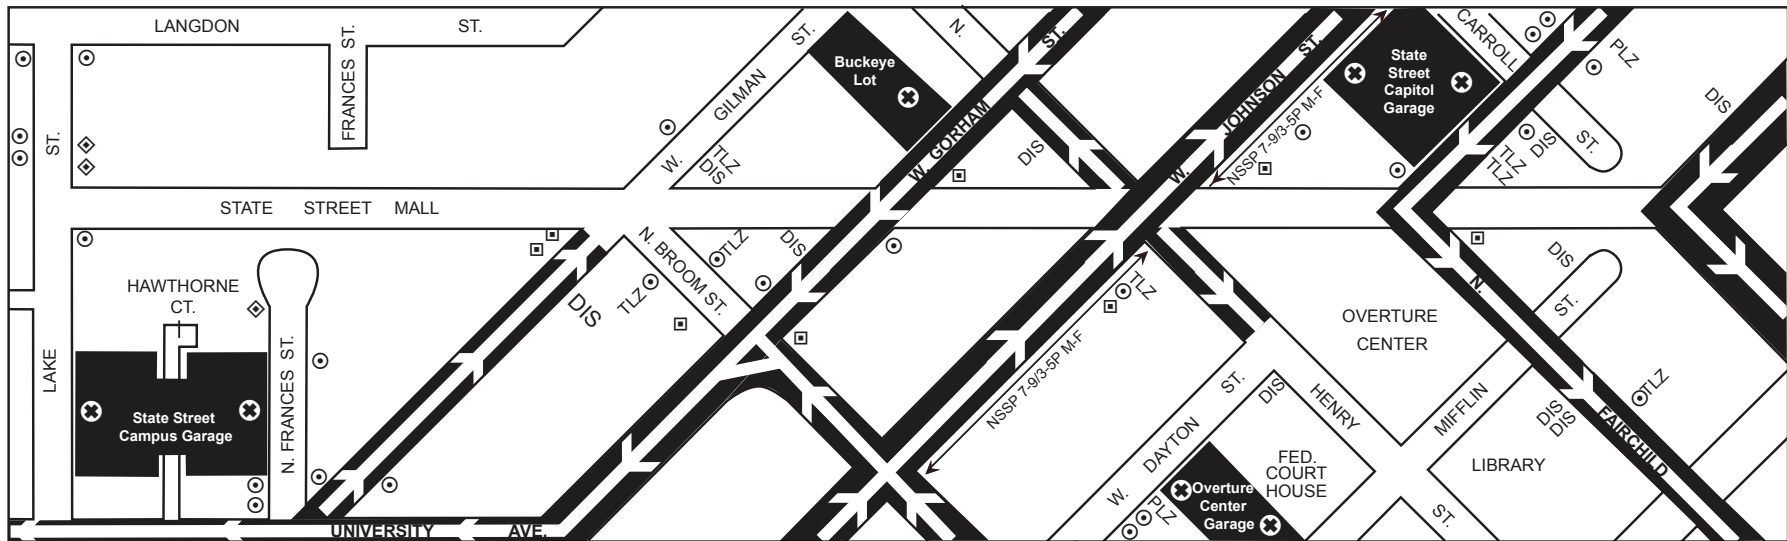 LANGDON ST.
FRANCES ST.
ST.
LAKE
STATE STREET MALL
HAWTHORNE
CT.
State Street
Campus Garage
N. FRANCES ST.
UNIVERSITY AVE.
W. GILMAN ST.
TLZ
DIS
Buckeye
Lot
N.
W. GORHAM ST.
DIS
N. BROOM ST.
TLZ
DIS
TLZ
DIS
W. JOHNSON ST.
NSSP 7-9/3-5P M-F
NSSP 7-9/3-5P M-F
TLZ
State
Street
Capitol
Garage
CARROLL
ST.
PLZ
DIS
TLZ
TLZ
DIS
DIS
OVERTURE
CENTER
HENRY
ST.
W. DAYTON ST.
DIS
PLZ
Overture
Center
Garage
FED.
COURT
HOUSE
MIFFLIN
ST.
LIBRARY
N. FAIRCHILD
DIS
DIS
TLZ